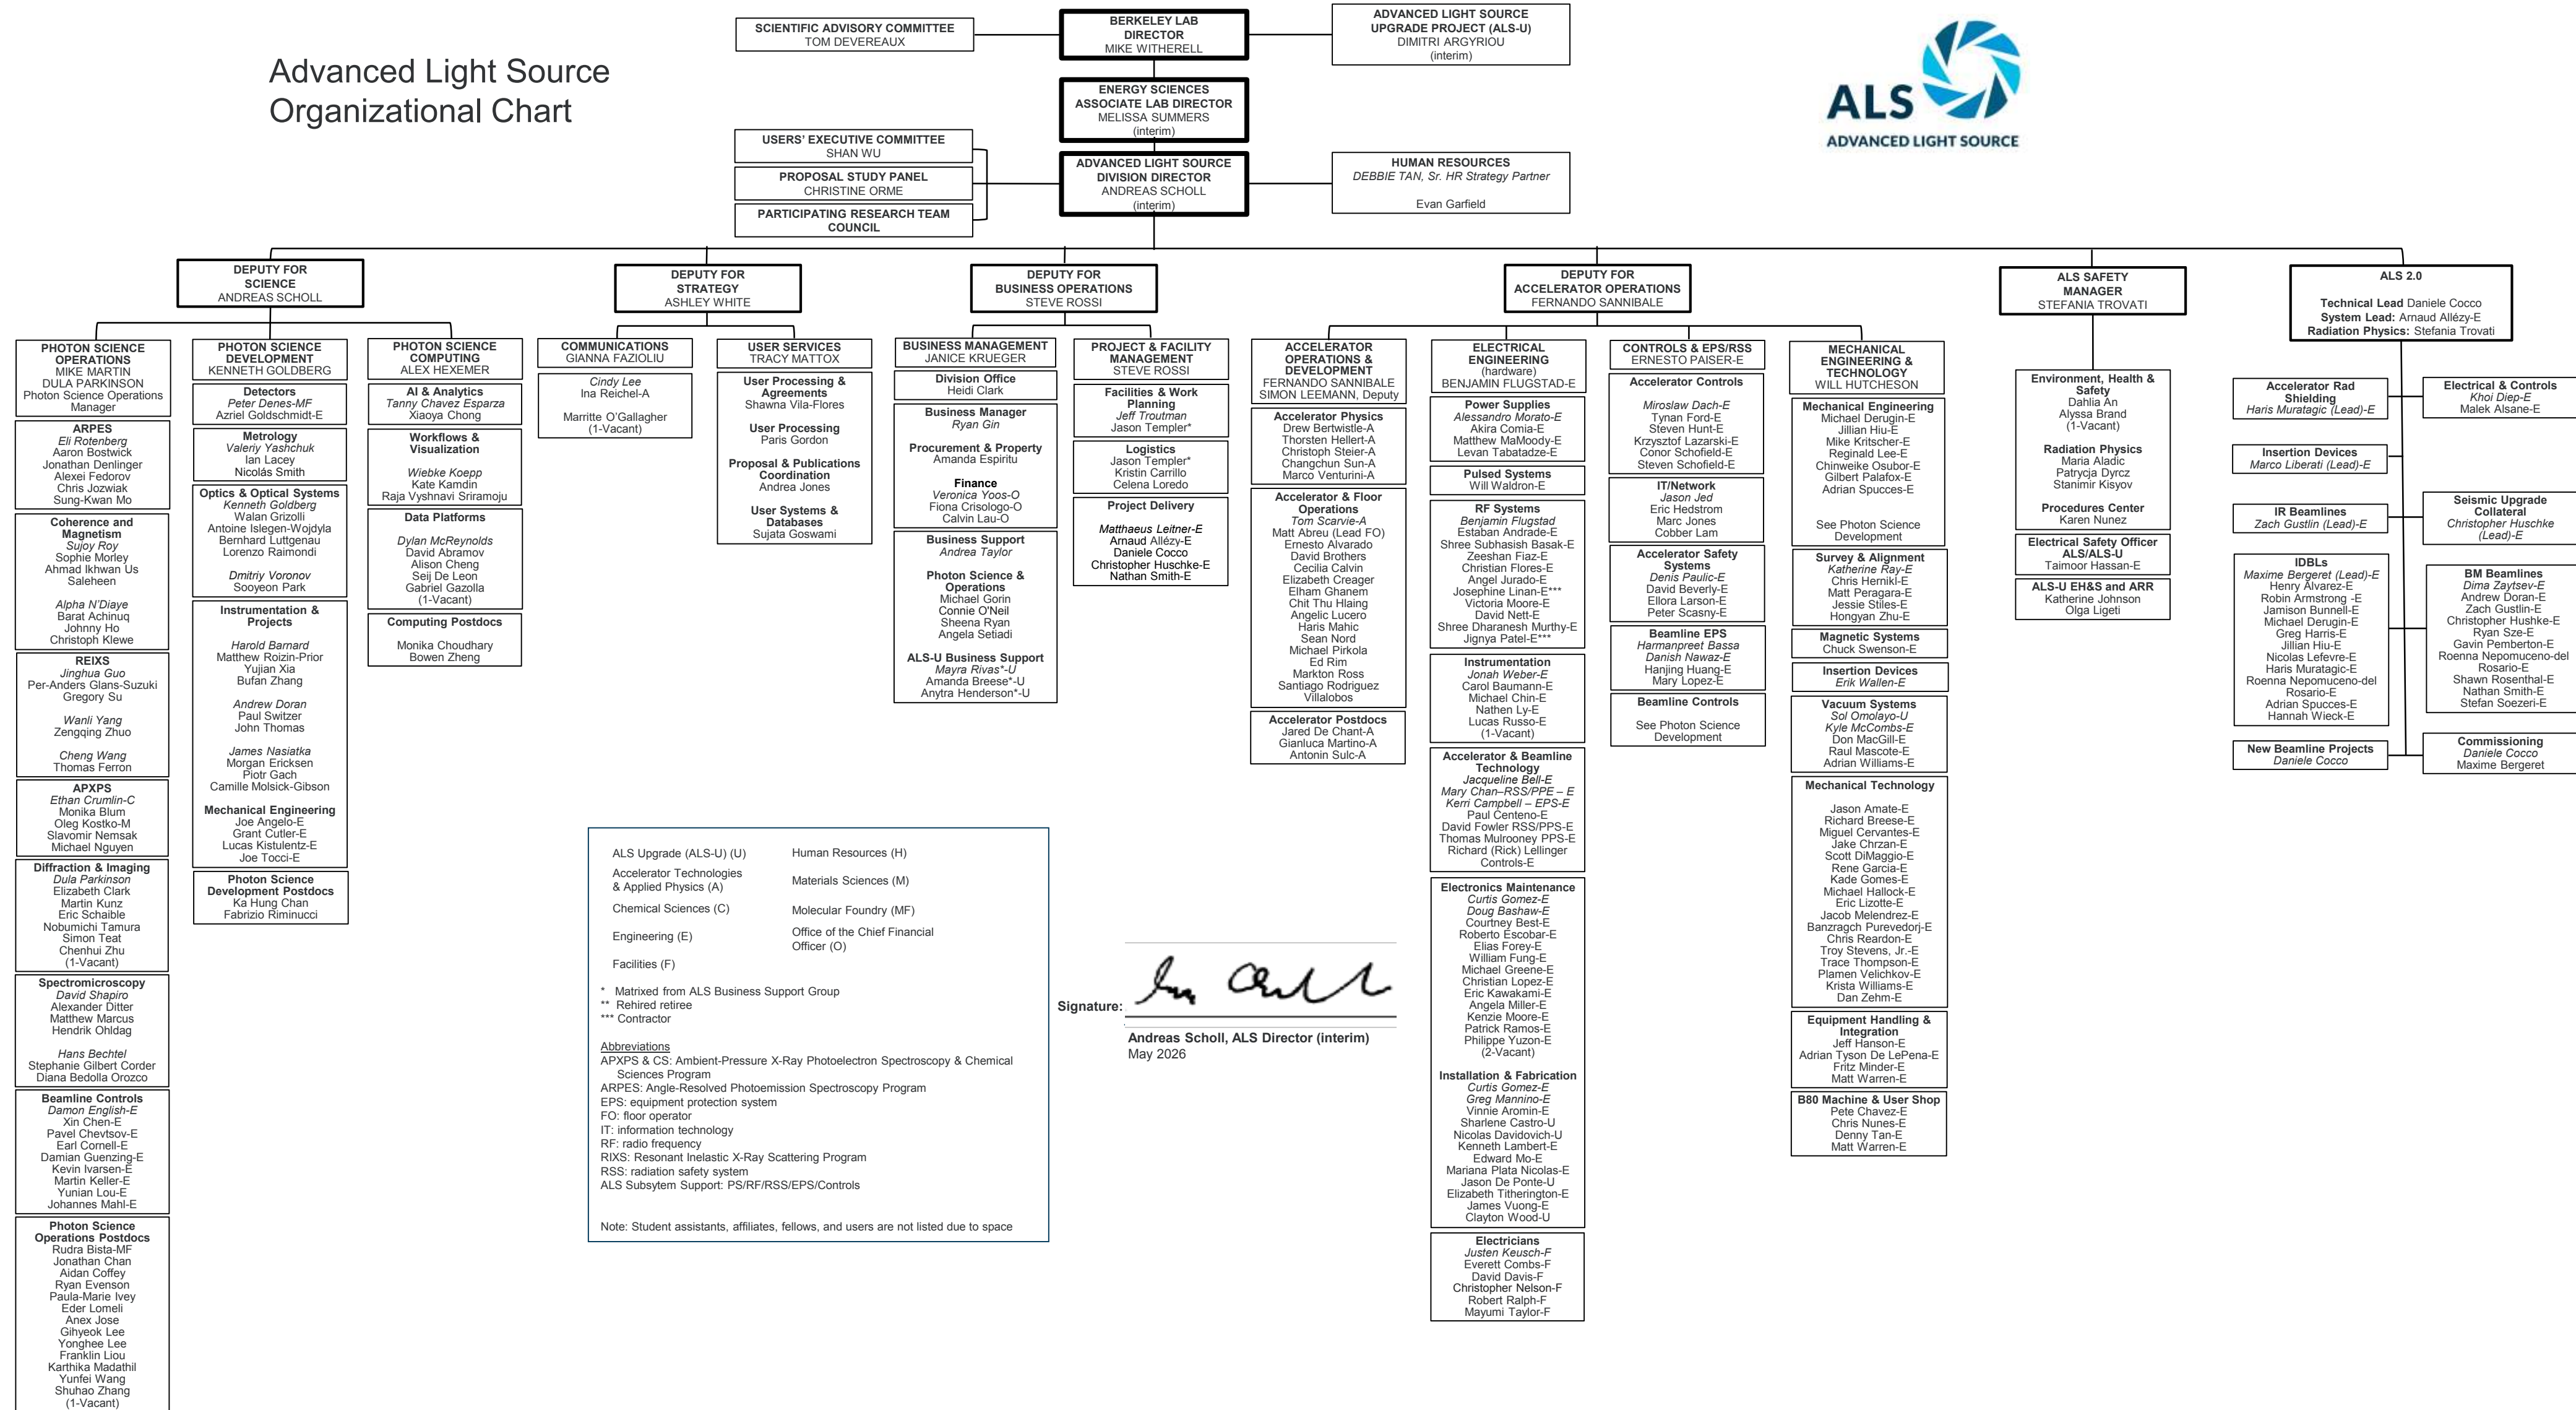 Advanced Light Source
Organizational Chart
SCIENTIFIC ADVISORY COMMITTEE
TOM DEVEREAUX
BERKELEY LAB
DIRECTOR
MIKE WITHERELL
ADVANCED LIGHT SOURCE
UPGRADE PROJECT (ALS-U)
DIMITRI ARGYRIOU
(interim)
ALS
ADVANCED LIGHT SOURCE
ENERGY SCIENCES
ASSOCIATE LAB DIRECTOR
MELISSA SUMMERS
(interim)
USERS' EXECUTIVE COMMITTEE
SHAN WU
PROPOSAL STUDY PANEL
CHRISTINE ORME
PARTICIPATING RESEARCH TEAM
COUNCIL
ADVANCED LIGHT SOURCE
DIVISION DIRECTOR
ANDREAS SCHOLL
(interim)
HUMAN RESOURCES
DEBBIE TAN, Sr. HR Strategy Partner
Evan Garfield
DEPUTY FOR
SCIENCE
ANDREAS SCHOLL
DEPUTY FOR
STRATEGY
ASHLEY WHITE
DEPUTY FOR
BUSINESS OPERATIONS
STEVE ROSSI
DEPUTY FOR
ACCELERATOR OPERATIONS
FERNANDO SANNIBALE
ALS SAFETY
MANAGER
STEFANIA TROVATI
ALS 2.0
Technical Lead Daniele Cocco
System Lead: Arnaud Allézy-E
Radiation Physics: Stefania Trovati
PHOTON SCIENCE
OPERATIONS
MIKE MARTIN
DULA PARKINSON
Photon Science Operations
Manager
ARPES
Eli Rotenberg
Aaron Bostwick
Jonathan Denlinger
Alexei Fedorov
Chris Jozwiak
Sung-Kwan Mo
Coherence and
Magnetism
Sujoy Roy
Sophie Morley
Ahmad Ikhwan Us
Saleheen
Alpha N'Diaye
Barat Achinuq
Johnny Ho
Christoph Klewe
REIXS
Jinghua Guo
Per-Anders Glans-Suzuki
Gregory Su
Wanli Yang
Zengqing Zhuo
Cheng Wang
Thomas Ferron
APXPS
Ethan Crumlin-C
Monika Blum
Oleg Kostko-M
Slavomir Nemsak
Michael Nguyen
Diffraction & Imaging
Dula Parkinson
Elizabeth Clark
Martin Kunz
Eric Schaible
Nobumichi Tamura
Simon Teat
Chenhui Zhu
(1-Vacant)
Spectromicroscopy
David Shapiro
Alexander Ditter
Matthew Marcus
Hendrik Ohldag
Hans Bechtel
Stephanie Gilbert Corder
Diana Bedolla Orozco
Beamline Controls
Damon English-E
Xin Chen-E
Pavel Chevtsov-E
Earl Cornell-E
Damian Guenzing-E
Kevin Ivarsen-E
Martin Keller-E
Yunian Lou-E
Johannes Mahl-E
Photon Science
Operations Postdocs
Rudra Bista-MF
Jonathan Chan
Aidan Coffey
Ryan Evenson
Paula-Marie Ivey
Eder Lomeli
Anex Jose
Gihyeok Lee
Yonghee Lee
Franklin Liou
Karthika Madathil
Yunfei Wang
Shuhao Zhang
(1-Vacant)
PHOTON SCIENCE
DEVELOPMENT
KENNETH GOLDBERG
Detectors
Peter Denes-MF
Azriel Goldschmidt-E
Metrology
Valeriy Yashchuk
Ian Lacey
Nicolás Smith
Optics & Optical Systems
Kenneth Goldberg
Walan Grizolli
Antoine Islegen-Wojdyla
Bernhard Luttgenau
Lorenzo Raimondi
Dmitriy Voronov
Sooyeon Park
Instrumentation &
Projects
Harold Barnard
Matthew Roizin-Prior
Yujian Xia
Bufan Zhang
Andrew Doran
Paul Switzer
John Thomas
James Nasiatka
Morgan Ericksen
Piotr Gach
Camille Molsick-Gibson
Mechanical Engineering
Joe Angelo-E
Grant Cutler-E
Lucas Kistulentz-E
Joe Tocci-E
Photon Science
Development Postdocs
Ka Hung Chan
Fabrizio Riminucci
PHOTON SCIENCE
COMPUTING
ALEX HEXEMER
AI & Analytics
Tanny Chavez Esparza
Xiaoya Chong
Workflows &
Visualization
Wiebke Koepp
Kate Kamdin
Raja Vyshnavi Sriramoju
Data Platforms
Dylan McReynolds
David Abramov
Alison Cheng
Seij De Leon
Gabriel Gazolla
(1-Vacant)
Computing Postdocs
Monika Choudhary
Bowen Zheng
COMMUNICATIONS
GIANNA FAZIOLIU
Cindy Lee
Ina Reichel-A
Marritte O'Gallagher
(1-Vacant)
USER SERVICES
TRACY MATTOX
User Processing &
Agreements
Shawna Vila-Flores
User Processing
Paris Gordon
Proposal & Publications
Coordination
Andrea Jones
User Systems &
Databases
Sujata Goswami
BUSINESS MANAGEMENT
JANICE KRUEGER
Division Office
Heidi Clark
Business Manager
Ryan Gin
Procurement & Property
Amanda Espiritu
Finance
Veronica Yoos-O
Fiona Crisologo-O
Calvin Lau-O
Business Support
Andrea Taylor
Photon Science &
Operations
Michael Gorin
Connie O'Neil
Sheena Ryan
Angela Setiadi
ALS-U Business Support
Mayra Rivas*-U
Amanda Breese*-U
Anytra Henderson*-U
PROJECT & FACILITY
MANAGEMENT
STEVE ROSSI
Facilities & Work
Planning
Jeff Troutman
Jason Templer*
Logistics
Jason Templer*
Kristin Carrillo
Celena Loredo
Project Delivery
Matthaeus Leitner-E
Arnaud Allézy-E
Daniele Cocco
Christopher Huschke-E
Nathan Smith-E
ACCELERATOR
OPERATIONS &
DEVELOPMENT
FERNANDO SANNIBALE
SIMON LEEMANN, Deputy
Accelerator Physics
Drew Bertwistle-A
Thorsten Hellert-A
Christoph Steier-A
Changchun Sun-A
Marco Venturini-A
Accelerator & Floor
Operations
Tom Scarvie-A
Matt Abreu (Lead FO)
Ernesto Alvarado
David Brothers
Cecilia Calvin
Elizabeth Creager
Elham Ghanem
Chit Thu Hlaing
Angelic Lucero
Haris Mahic
Sean Nord
Michael Pirkola
Ed Rim
Markton Ross
Santiago Rodriguez
Villalobos
Accelerator Postdocs
Jared De Chant-A
Gianluca Martino-A
Antonin Sulc-A
ELECTRICAL
ENGINEERING
(hardware)
BENJAMIN FLUGSTAD-E
Power Supplies
Alessandro Morato-E
Akira Comia-E
Matthew MaMoody-E
Levan Tabatadze-E
Pulsed Systems
Will Waldron-E
RF Systems
Benjamin Flugstad
Estaban Andrade-E
Shree Subhasish Basak-E
Zeeshan Fiaz-E
Christian Flores-E
Angel Jurado-E
Josephine Linan-E***
Victoria Moore-E
David Nett-E
Shree Dharanesh Murthy-E
Jignya Patel-E***
Instrumentation
Jonah Weber-E
Carol Baumann-E
Michael Chin-E
Nathen Ly-E
Lucas Russo-E
(1-Vacant)
Accelerator & Beamline
Technology
Jacqueline Bell-E
Mary Chan–RSS/PPE – E
Kerri Campbell – EPS-E
Paul Centeno-E
David Fowler RSS/PPS-E
Thomas Mulrooney PPS-E
Richard (Rick) Lellinger
Controls-E
Electronics Maintenance
Curtis Gomez-E
Doug Bashaw-E
Courtney Best-E
Roberto Escobar-E
Elias Forey-E
William Fung-E
Michael Greene-E
Christian Lopez-E
Eric Kawakami-E
Angela Miller-E
Kenzie Moore-E
Patrick Ramos-E
Philippe Yuzon-E
(2-Vacant)
Installation & Fabrication
Curtis Gomez-E
Greg Mannino-E
Vinnie Aromin-E
Sharlene Castro-U
Nicolas Davidovich-U
Kenneth Lambert-E
Edward Mo-E
Mariana Plata Nicolas-E
Jason De Ponte-U
Elizabeth Titherington-E
James Vuong-E
Clayton Wood-U
Electricians
Justen Keusch-F
Everett Combs-F
David Davis-F
Christopher Nelson-F
Robert Ralph-F
Mayumi Taylor-F
CONTROLS & EPS/RSS
ERNESTO PAISER-E
Accelerator Controls
Miroslaw Dach-E
Tynan Ford-E
Steven Hunt-E
Krzysztof Lazarski-E
Conor Schofield-E
Steven Schofield-E
IT/Network
Jason Jed
Eric Hedstrom
Marc Jones
Cobber Lam
Accelerator Safety
Systems
Denis Paulic-E
David Beverly-E
Ellora Larson-E
Peter Scasny-E
Beamline EPS
Harmanpreet Bassa
Danish Nawaz-E
Hanjing Huang-E
Mary Lopez-E
Beamline Controls
See Photon Science
Development
MECHANICAL
ENGINEERING &
TECHNOLOGY
WILL HUTCHESON
Mechanical Engineering
Michael Derugin-E
Jillian Hiu-E
Mike Kritscher-E
Reginald Lee-E
Chinweike Osubor-E
Gilbert Palafox-E
Adrian Spucces-E
See Photon Science
Development
Survey & Alignment
Katherine Ray-E
Chris Hernikl-E
Matt Peragara-E
Jessie Stiles-E
Hongyan Zhu-E
Magnetic Systems
Chuck Swenson-E
Insertion Devices
Erik Wallen-E
Vacuum Systems
Sol Omolayo-U
Kyle McCombs-E
Don MacGill-E
Raul Mascote-E
Adrian Williams-E
Mechanical Technology
Jason Amate-E
Richard Breese-E
Miguel Cervantes-E
Jake Chrzan-E
Scott DiMaggio-E
Rene Garcia-E
Kade Gomes-E
Michael Hallock-E
Eric Lizotte-E
Jacob Melendrez-E
Banzragch Purevedorj-E
Chris Reardon-E
Troy Stevens, Jr.-E
Trace Thompson-E
Plamen Velichkov-E
Krista Williams-E
Dan Zehm-E
Equipment Handling &
Integration
Jeff Hanson-E
Adrian Tyson De LePena-E
Fritz Minder-E
Matt Warren-E
B80 Machine & User Shop
Pete Chavez-E
Chris Nunes-E
Denny Tan-E
Matt Warren-E
Environment, Health &
Safety
Dahlia An
Alyssa Brand
(1-Vacant)
Radiation Physics
Maria Aladic
Patrycja Dyrcz
Stanimir Kisyov
Procedures Center
Karen Nunez
Electrical Safety Officer
ALS/ALS-U
Taimoor Hassan-E
ALS-U EH&S and ARR
Katherine Johnson
Olga Ligeti
Accelerator Rad
Shielding
Haris Muratagic (Lead)-E
Electrical & Controls
Khoi Diep-E
Malek Alsane-E
Insertion Devices
Marco Liberati (Lead)-E
IR Beamlines
Zach Gustlin (Lead)-E
Seismic Upgrade
Collateral
Christopher Huschke
(Lead)-E
IDBLs
Maxime Bergeret (Lead)-E
Henry Alvarez-E
Robin Armstrong -E
Jamison Bunnell-E
Michael Derugin-E
Greg Harris-E
Jillian Hiu-E
Nicolas Lefevre-E
Haris Muratagic-E
Roenna Nepomuceno-del
Rosario-E
Adrian Spucces-E
Hannah Wieck-E
BM Beamlines
Dima Zaytsev-E
Andrew Doran-E
Zach Gustlin-E
Christopher Hushke-E
Ryan Sze-E
Gavin Pemberton-E
Roenna Nepomuceno-del
Rosario-E
Shawn Rosenthal-E
Nathan Smith-E
Stefan Soezeri-E
New Beamline Projects
Daniele Cocco
Commissioning
Daniele Cocco
Maxime Bergeret
ALS Upgrade (ALS-U) (U)
Human Resources (H)
Accelerator Technologies
& Applied Physics (A)
Materials Sciences (M)
Chemical Sciences (C)
Molecular Foundry (MF)
Engineering (E)
Office of the Chief Financial
Officer (O)
Facilities (F)
* Matrixed from ALS Business Support Group
** Rehired retiree
*** Contractor
Abbreviations
APXPS & CS: Ambient-Pressure X-Ray Photoelectron Spectroscopy & Chemical
Sciences Program
ARPES: Angle-Resolved Photoemission Spectroscopy Program
EPS: equipment protection system
FO: floor operator
IT: information technology
RF: radio frequency
RIXS: Resonant Inelastic X-Ray Scattering Program
RSS: radiation safety system
ALS Subsytem Support: PS/RF/RSS/EPS/Controls
Note: Student assistants, affiliates, fellows, and users are not listed due to space
Signature:
Andreas Scholl, ALS Director (interim)
May 2026